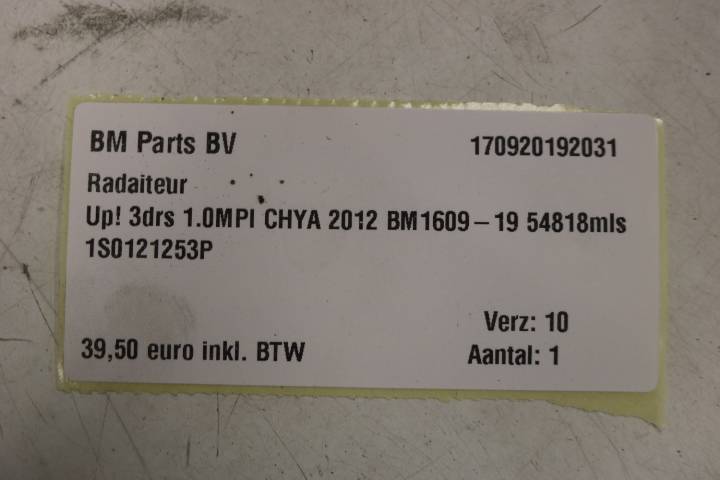 BM Parts BV 170920192031
Radaiteur
Up! 3drs 1.0MPI CHYA 2012 BM1609-19 54818mls
1S0121253P
Verz: 10
39,50 euro inkl. BTW Aantal: 1